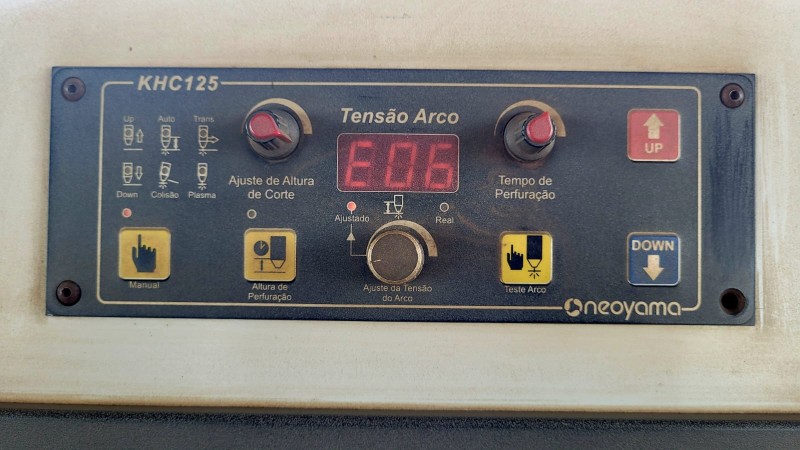 KHC125
Up Auto Trans.
Down Colisão Plasma
Ajuste de Altura
de Corte
Tensão Arco
E06
Ajustado
Real
Tempo de
Perfuração
UP
Manual
Altura de
Perfuração
Ajuste da Tensão
do Arco
Teste Arco
DOWN
neoyama